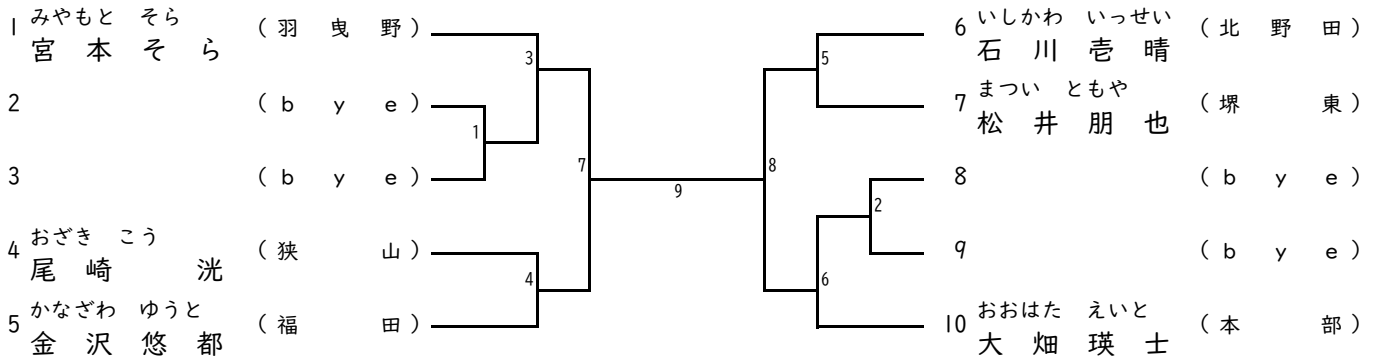 1 みやもと そら
宮本そら (羽曳野)
2 (bye)
3 (bye)
4 おざき こう
尾崎 洸 (狭山)
5 かなざわ ゆうと
金沢悠都 (福田)
3
1
7
4
9
8
5
2
6
6 いしかわ いっせい
石川壱晴 (北野田)
7 まつい ともや
松井朋也 (堺東)
8 (bye)
9 (bye)
10 おおはた えいと
大畑瑛士 (本部)